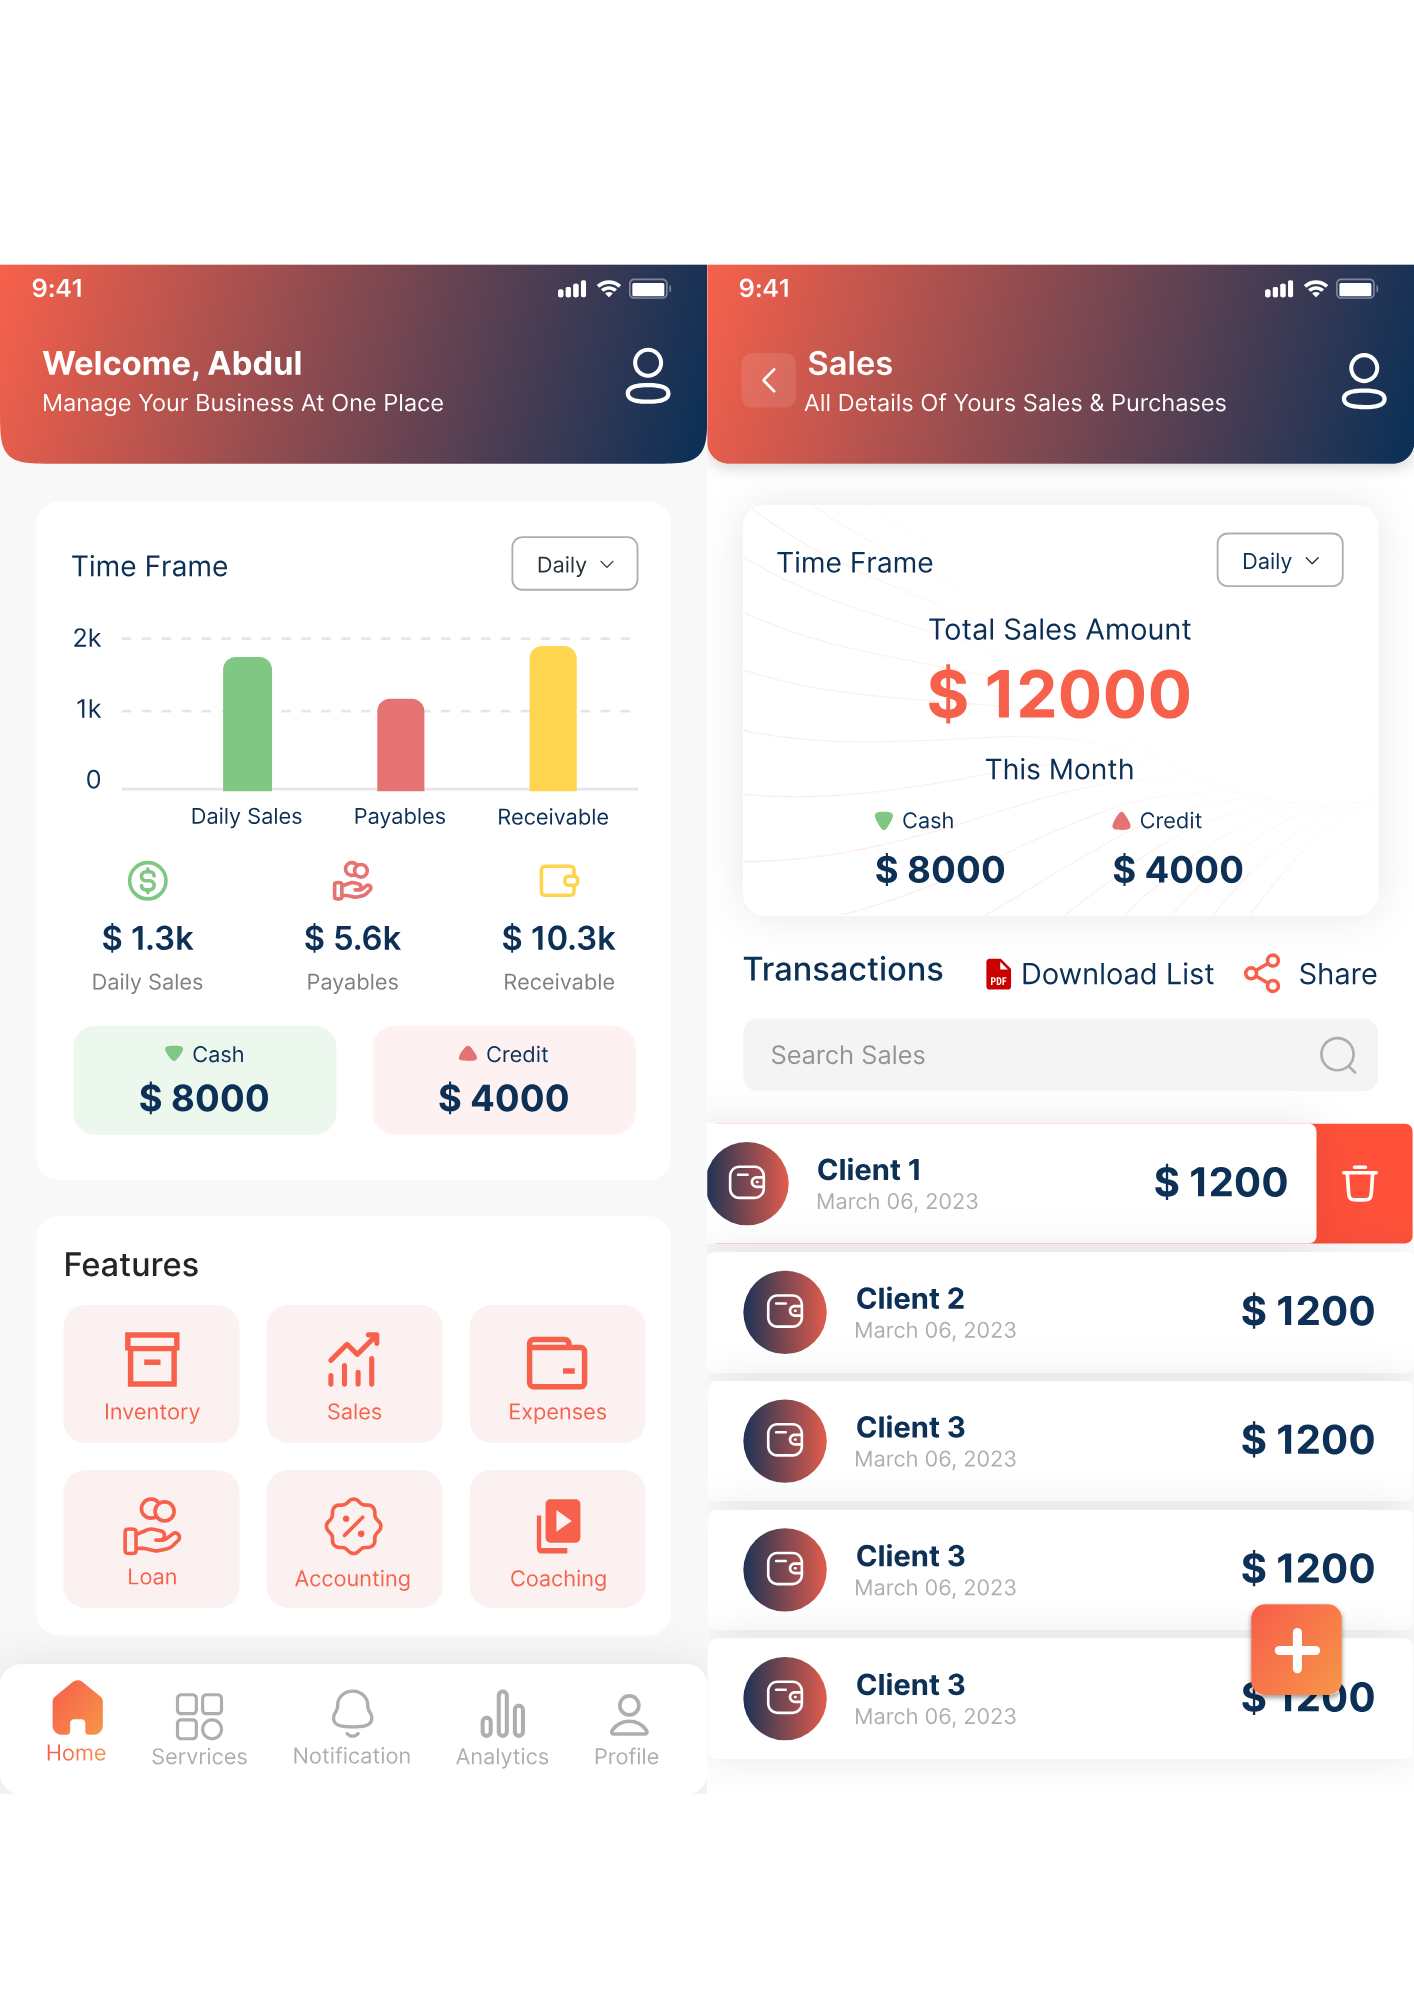 9:41
Welcome, Abdul
Manage Your Business At One Place
Time Frame
Daily
2k
1k
0
Daily Sales
Payables
Receivable
$ 1.3k
$ 5.6k
$ 10.3k
Daily Sales
Payables
Receivable
Cash
$ 8000
Credit
$ 4000
Features
Inventory
Sales
Expenses
Loan
Accounting
Coaching
Home
Servrices
Notification
Analytics
Profile
9:41
Sales
All Details Of Yours Sales & Purchases
Time Frame
Daily
Total Sales Amount
$ 12000
This Month
Cash
$ 8000
Credit
$ 4000
Transactions
PDF
Download List
Share
Search Sales
Client 1
March 06, 2023
$ 1200
Client 2
March 06, 2023
$ 1200
Client 3
March 06, 2023
$ 1200
Client 3
March 06, 2023
$ 1200
Client 3
March 06, 2023
$ 1200